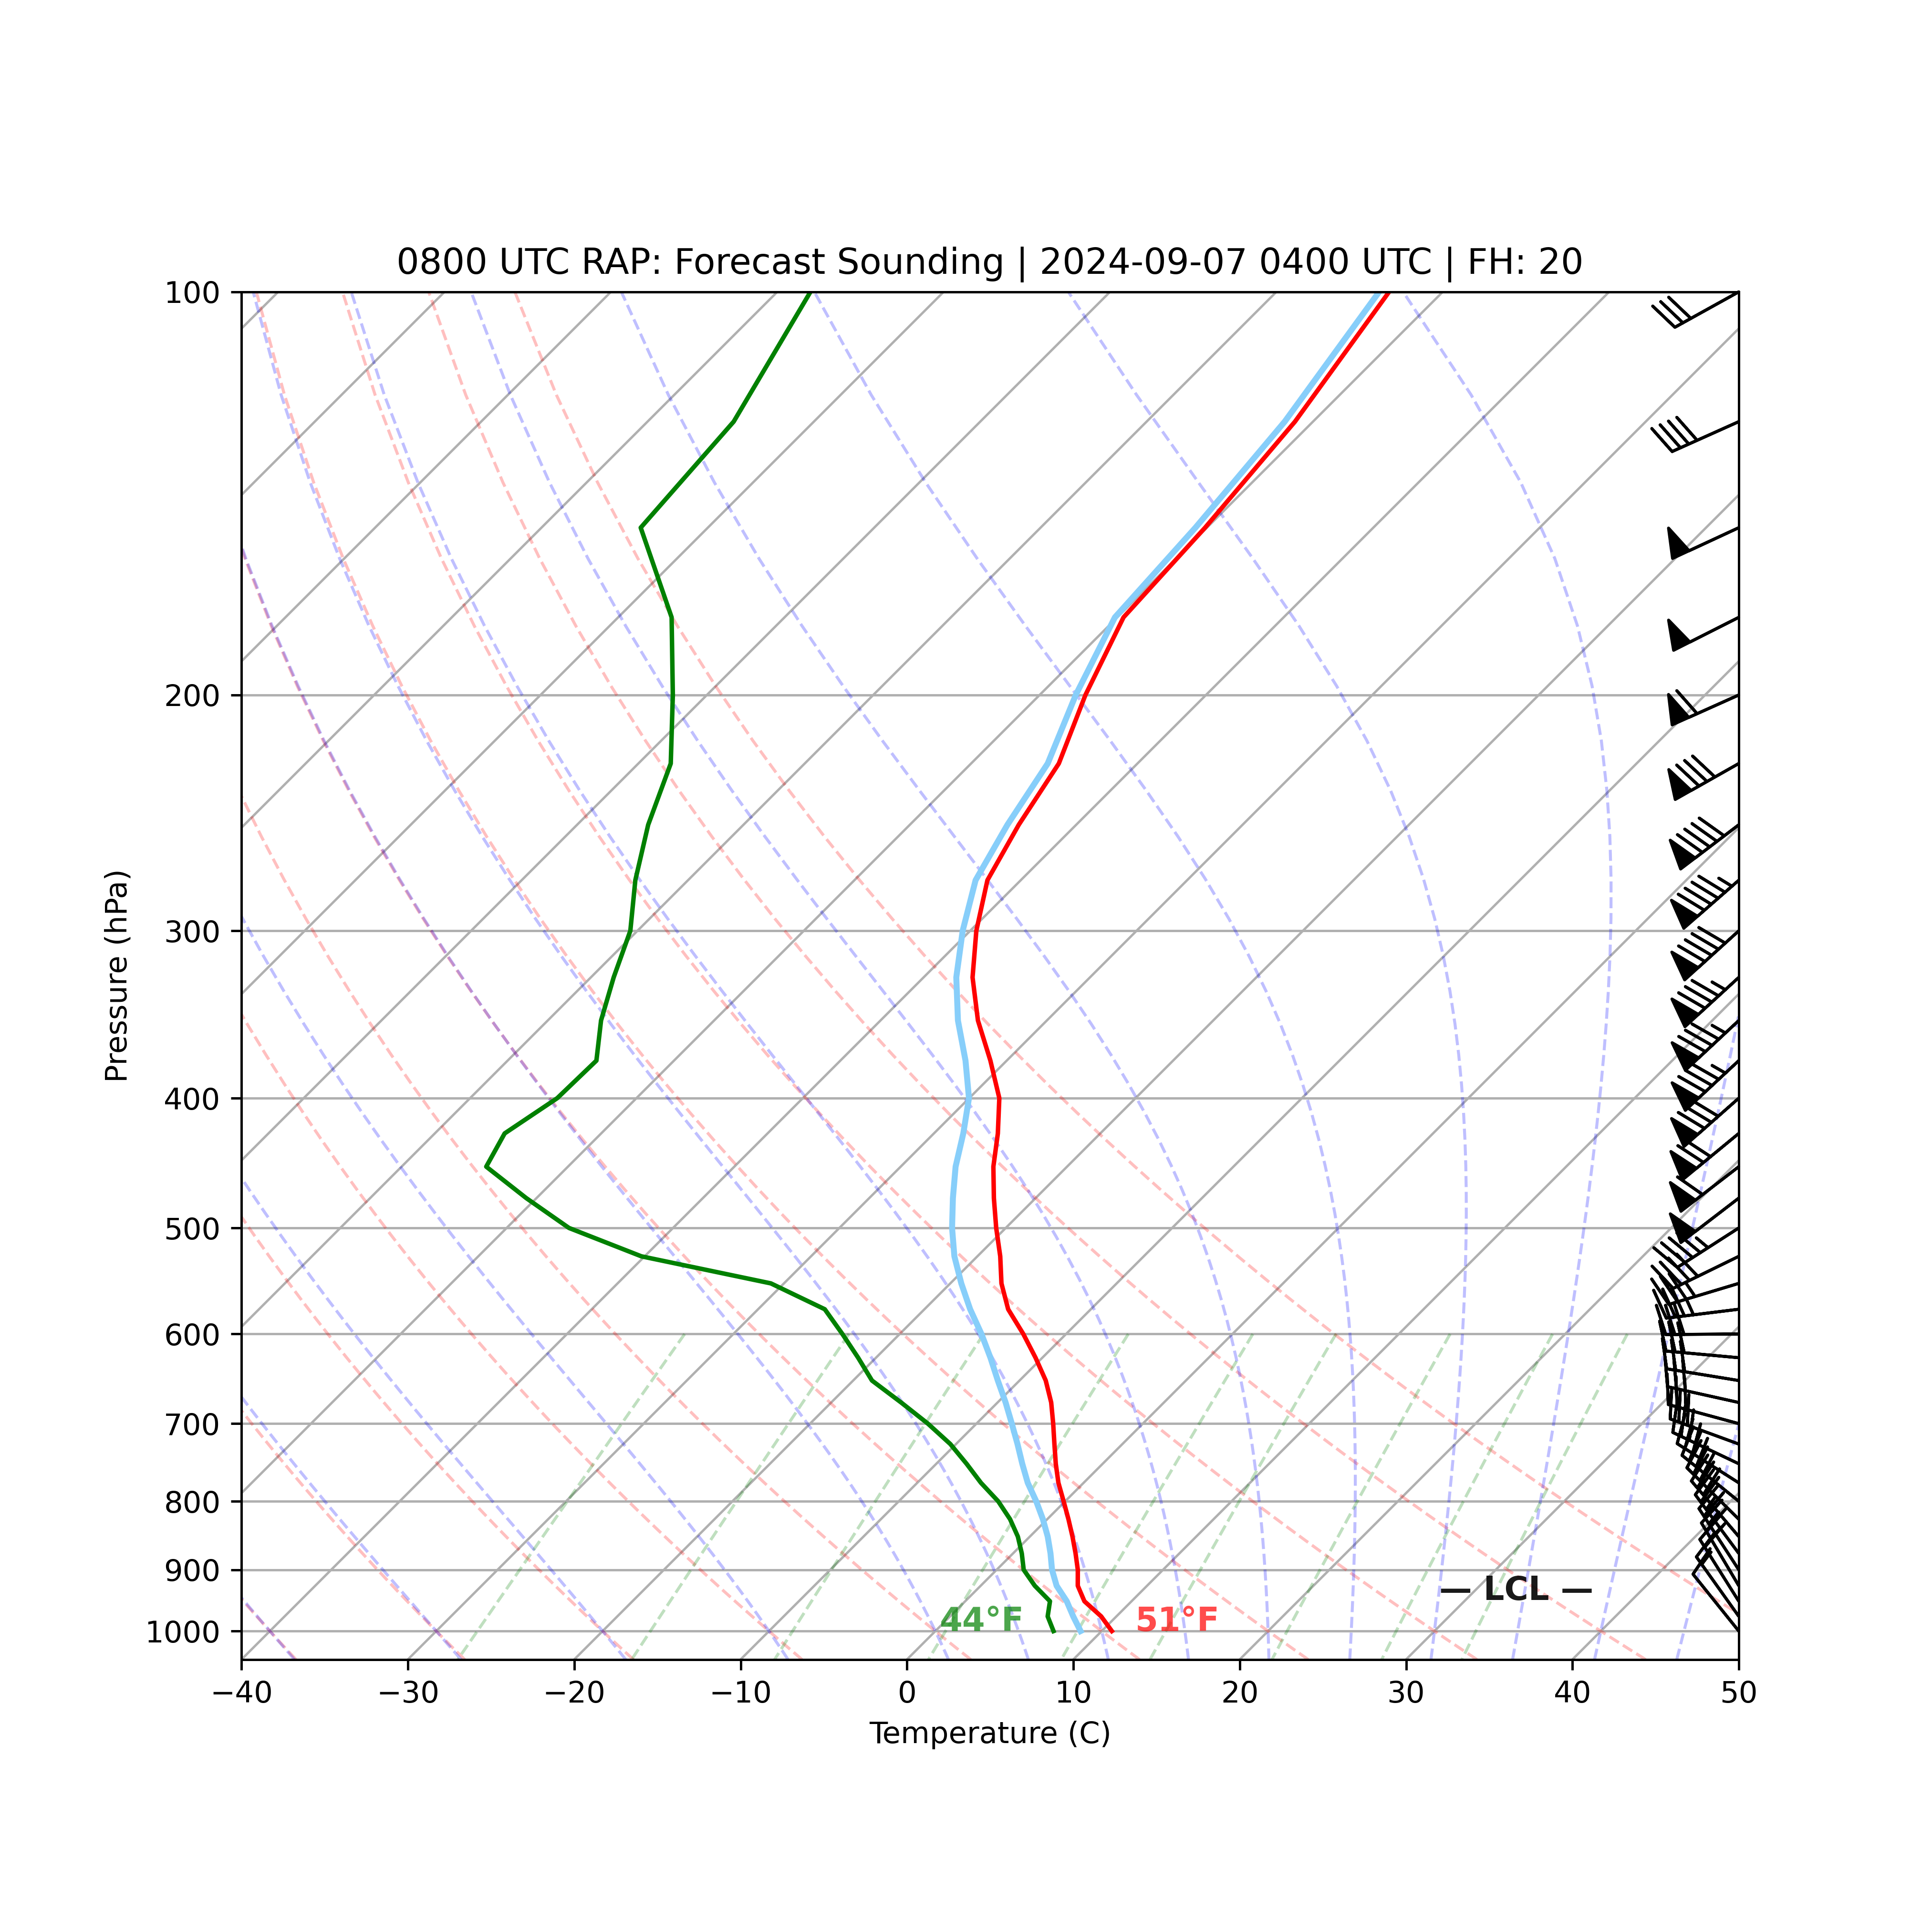 0800 UTC RAP: Forecast Sounding | 2024-09-07 0400 UTC | FH: 20
100
200
300
400
500
600
700
800
900
1000
Pressure (hPa)
— LCL —
44°F
51°F
−40 −30 −20 −10 0 10 20 30 40 50
Temperature (C)